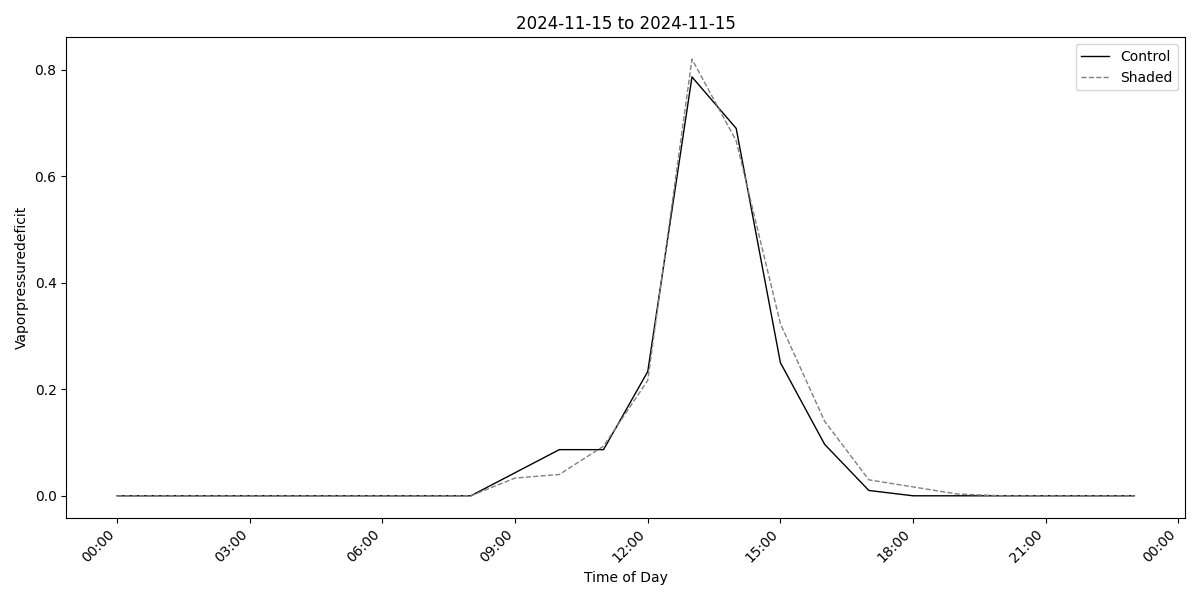 2024-11-15 to 2024-11-15
Control
Shaded
Vaporpressuredeficit
0.8
0.6
0.4
0.2
0.0
00:00
03:00
06:00
09:00
12:00
15:00
18:00
21:00
00:00
Time of Day